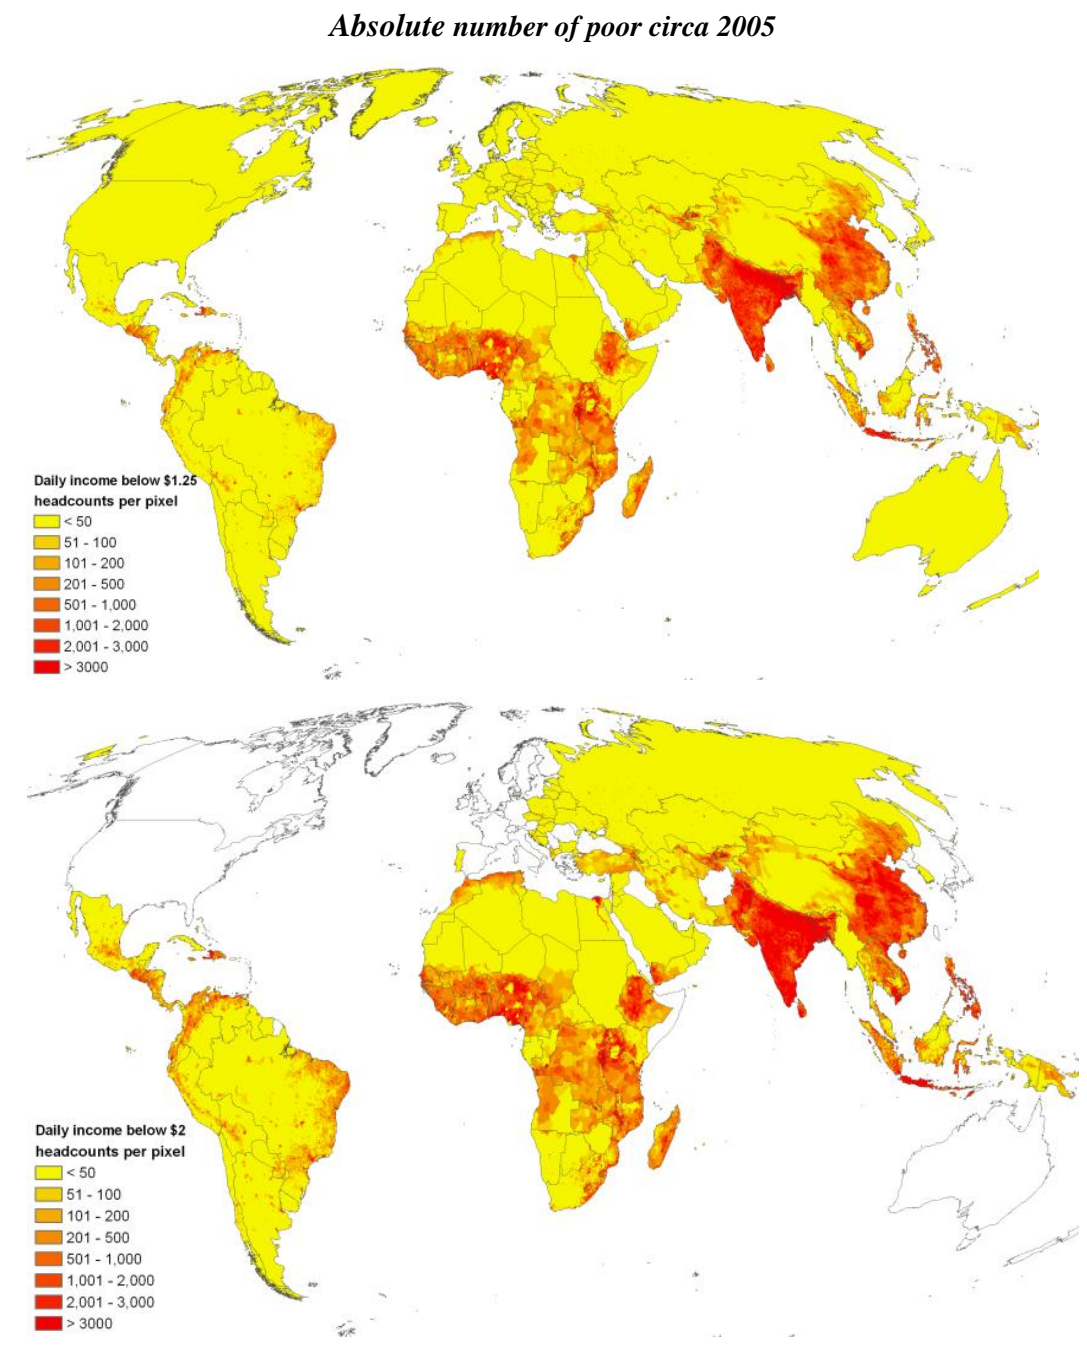 Absolute number of poor circa 2005
Daily income below $1.25
headcounts per pixel
< 50
51 - 100
101 - 200
201 - 500
501 - 1,000
1,001 - 2,000
2,001 - 3,000
> 3000
Daily income below $2
headcounts per pixel
< 50
51 - 100
101 - 200
201 - 500
501 - 1,000
1,001 - 2,000
2,001 - 3,000
> 3000